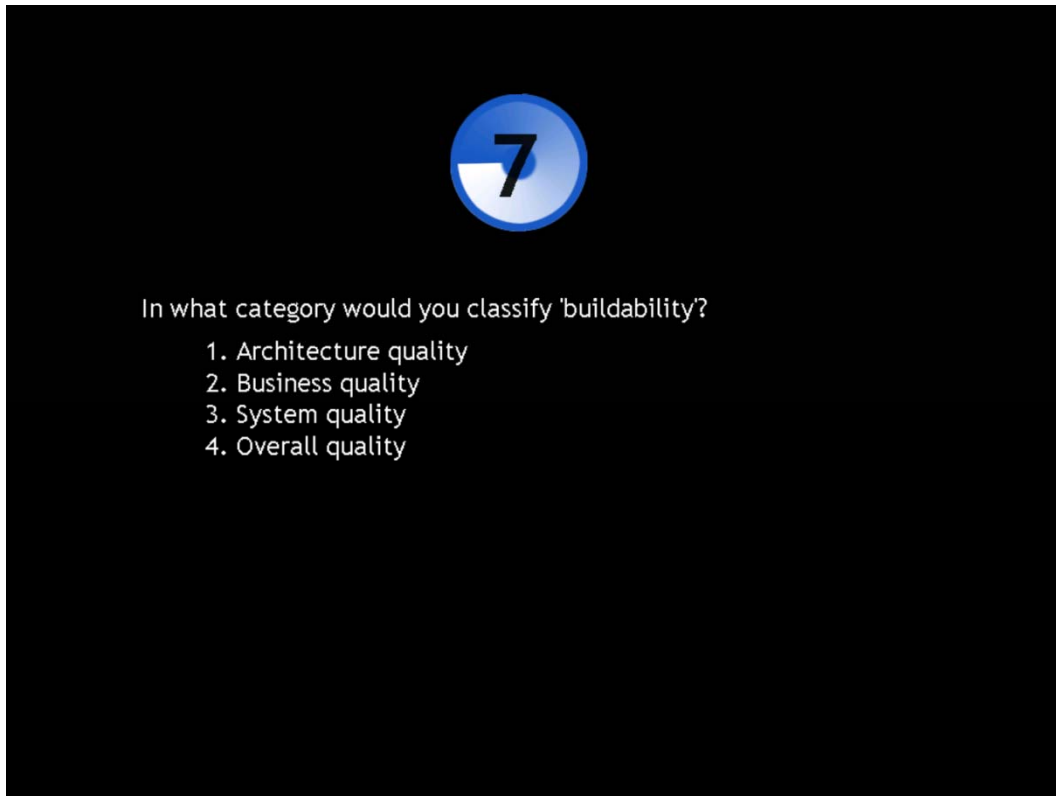 7
In what category would you classify 'buildability'?
1. Architecture quality
2. Business quality
3. System quality
4. Overall quality